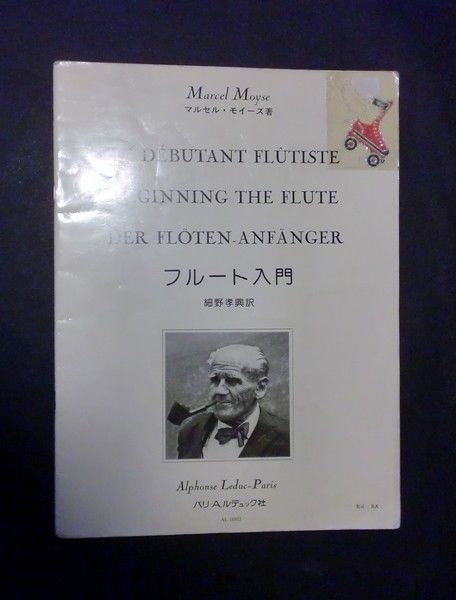 Marcel Moyse
マルセル・モイーズ著
DÉBUTANT FLÛTISTE
GINNING THE FLUTE
DER FLÖTEN-ANFÄNGER
フルート入門
細野孝興訳
Alphonse Leduc-Paris
パリ・A.ルデュック社